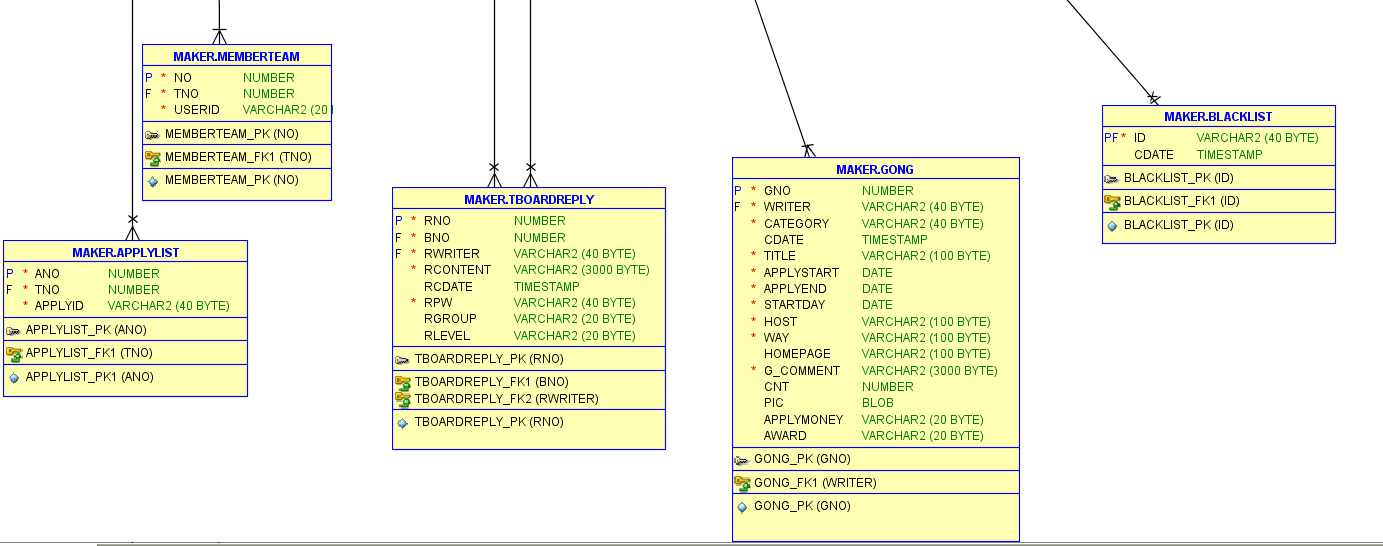 MAKER.MEMBERTEAM
P * NO NUMBER
F * TNO NUMBER
* USERID VARCHAR2 (20
MEMBERTEAM_PK (NO)
MEMBERTEAM_FK1 (TNO)
MEMBERTEAM_PK (NO)
MAKER.APPLYLIST
P * ANO NUMBER
F * TNO NUMBER
* APPLYID VARCHAR2 (40 BYTE)
APPLYLIST_PK (ANO)
APPLYLIST_FK1 (TNO)
APPLYLIST_PK1 (ANO)
MAKER.TBOARDREPLY
P * RNO NUMBER
F * BNO NUMBER
F * RWRITER VARCHAR2 (40 BYTE)
* RCONTENT VARCHAR2 (3000 BYTE)
RCDATE TIMESTAMP
* RPW VARCHAR2 (40 BYTE)
RGROUP VARCHAR2 (20 BYTE)
RLEVEL VARCHAR2 (20 BYTE)
TBOARDREPLY_PK (RNO)
TBOARDREPLY_FK1 (BNO)
TBOARDREPLY_FK2 (RWRITER)
TBOARDREPLY_PK (RNO)
MAKER.GONG
P * GNO NUMBER
F * WRITER VARCHAR2 (40 BYTE)
* CATEGORY VARCHAR2 (40 BYTE)
CDATE TIMESTAMP
* TITLE VARCHAR2 (100 BYTE)
* APPLYSTART DATE
* APPLYEND DATE
* STARTDAY DATE
* HOST VARCHAR2 (100 BYTE)
* WAY VARCHAR2 (100 BYTE)
HOMEPAGE VARCHAR2 (100 BYTE)
* G_COMMENT VARCHAR2 (3000 BYTE)
CNT NUMBER
PIC BLOB
APPLYMONEY VARCHAR2 (20 BYTE)
AWARD VARCHAR2 (20 BYTE)
GONG_PK (GNO)
GONG_FK1 (WRITER)
GONG_PK (GNO)
MAKER.BLACKLIST
PF * ID VARCHAR2 (40 BYTE)
CDATE TIMESTAMP
BLACKLIST_PK (ID)
BLACKLIST_FK1 (ID)
BLACKLIST_PK (ID)